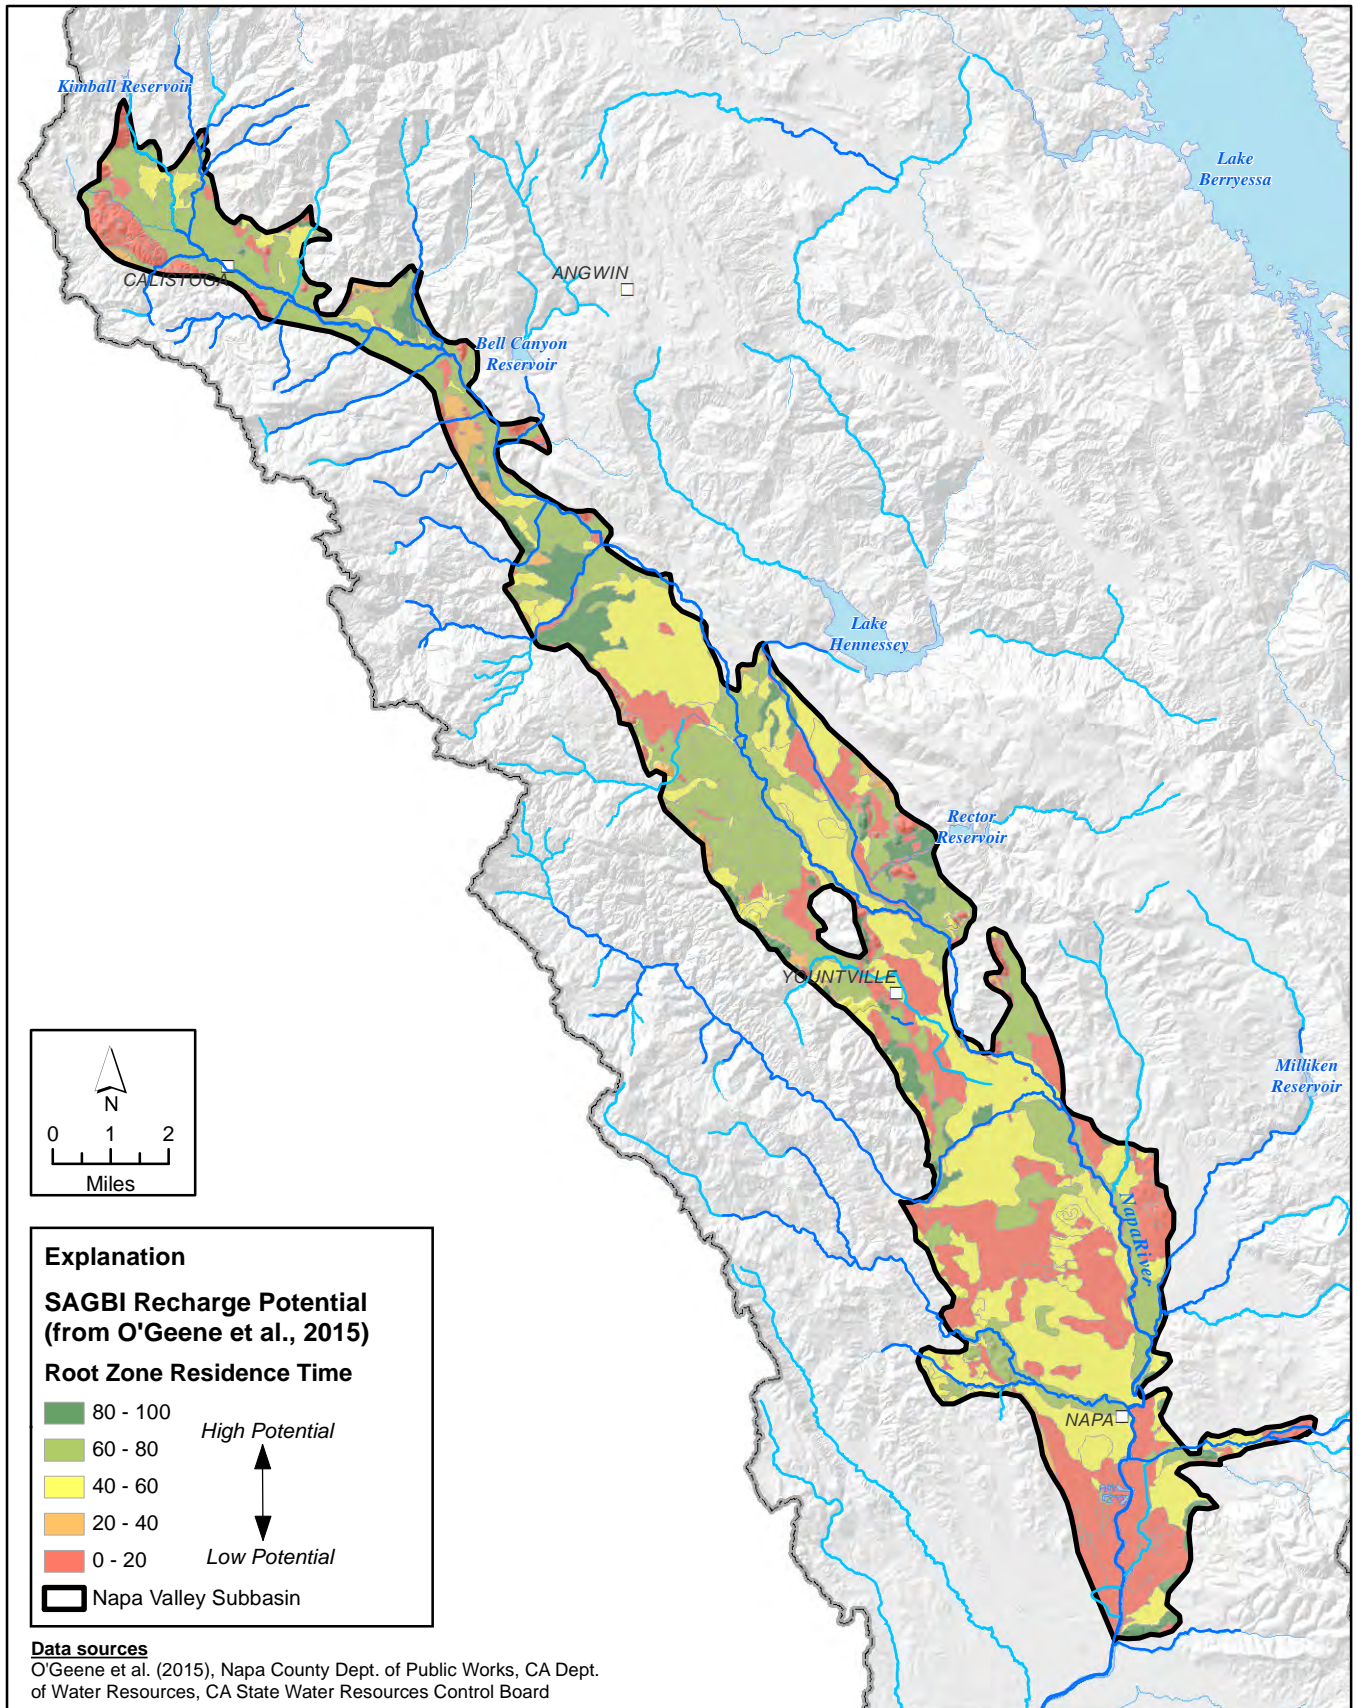 Kimball Reservoir
Lake
Berryessa
CALISTOGA
ANGWIN
Bell Canyon
Reservoir
Lake
Hennessey
Rector
Reservoir
YOUNTVILLE
Milliken
Reservoir
NapaRiver
NAPA
N
0 1 2
Miles
Explanation
SAGBI Recharge Potential
(from O'Geene et al., 2015)
Root Zone Residence Time
80 - 100
High Potential
60 - 80
40 - 60
20 - 40
0 - 20
Low Potential
Napa Valley Subbasin
Data sources
O'Geene et al. (2015), Napa County Dept. of Public Works, CA Dept.
of Water Resources, CA State Water Resources Control Board